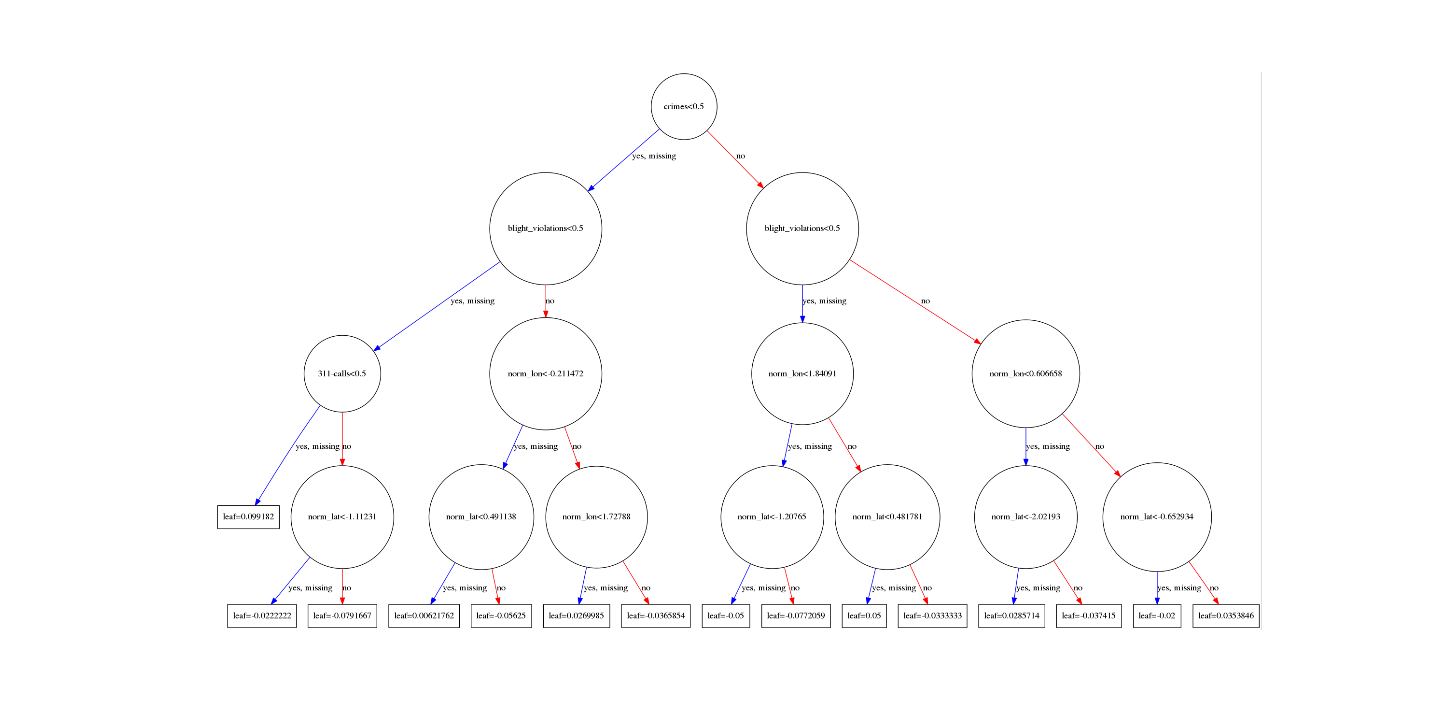 crimes<0.5
yes, missing
no
blight_violations<0.5
blight_violations<0.5
yes, missing
no
yes, missing
no
311-calls<0.5
norm_lon<-0.211472
norm_lon<1.84091
norm_lon<0.606658
yes, missing
no
yes, missing
no
yes, missing
no
yes, missing
no
leaf=0.099182
norm_lat<-1.11231
norm_lat<0.491138
norm_lon<1.72788
norm_lat<-1.20765
norm_lat<0.481781
norm_lat<-2.02193
norm_lat<-0.652934
yes, missing
no
yes, missing
no
yes, missing
no
yes, missing
no
yes, missing
no
yes, missing
no
yes, missing
no
leaf=-0.0222222
leaf=-0.0791667
leaf=0.00621762
leaf=-0.05625
leaf=0.0269985
leaf=-0.0365854
leaf=-0.05
leaf=-0.0772059
leaf=0.05
leaf=-0.0333333
leaf=0.0285714
leaf=-0.037415
leaf=-0.02
leaf=0.0353846